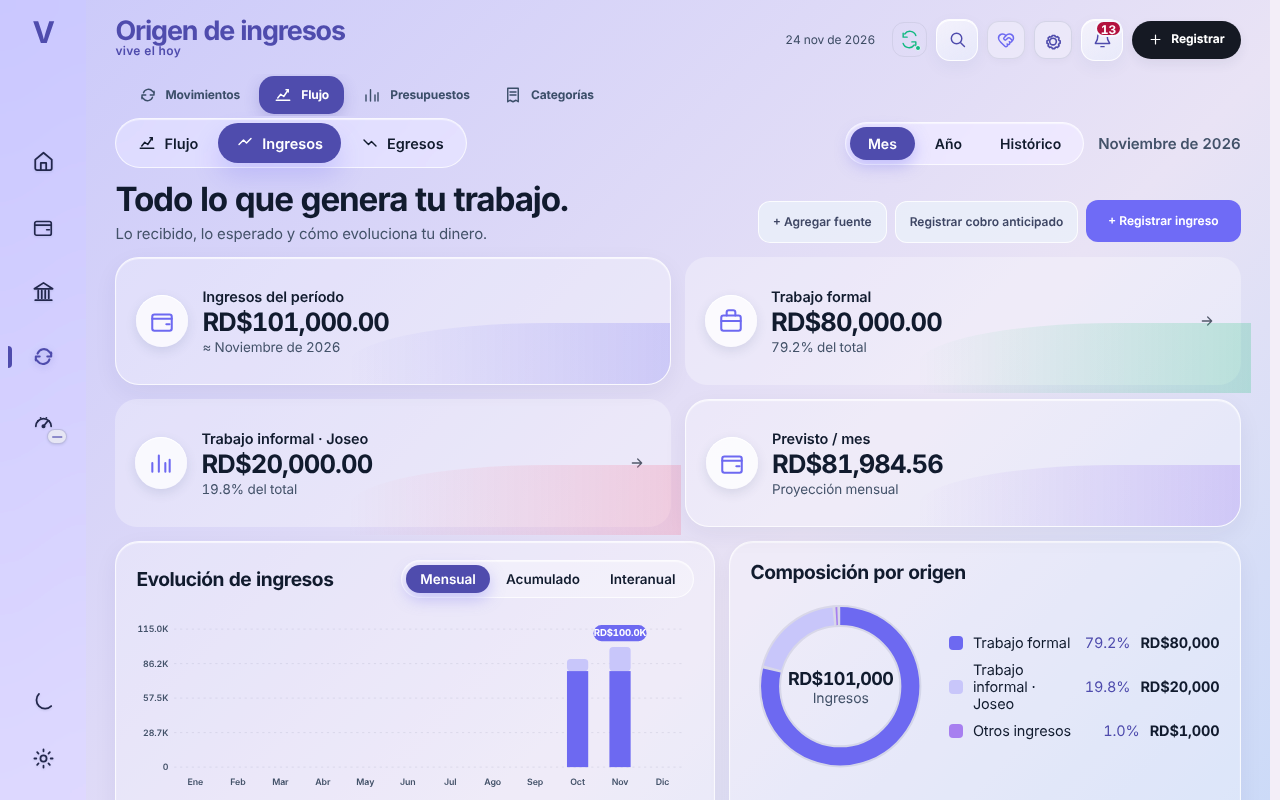 V
Origen de ingresos
vive el hoy
24 nov de 2026
13
+ Registrar
Movimientos
Flujo
Presupuestos
Categorías
Flujo
Ingresos
Egresos
Mes
Año
Histórico
Noviembre de 2026
Todo lo que genera tu trabajo.
Lo recibido, lo esperado y cómo evoluciona tu dinero.
+ Agregar fuente
Registrar cobro anticipado
+ Registrar ingreso
Ingresos del período
RD$101,000.00
≈ Noviembre de 2026
Trabajo formal
RD$80,000.00
79.2% del total
→
Trabajo informal · Joseo
RD$20,000.00
19.8% del total
→
Previsto / mes
RD$81,984.56
Proyección mensual
Evolución de ingresos
Mensual
Acumulado
Interanual
115.0K
86.2K
57.5K
28.7K
0
RD$100.0K
Ene Feb Mar Abr May Jun Jul Ago Sep Oct Nov Dic
Composición por origen
RD$101,000
Ingresos
Trabajo formal 79.2% RD$80,000
Trabajo
informal ·
Joseo
19.8% RD$20,000
Otros ingresos 1.0% RD$1,000